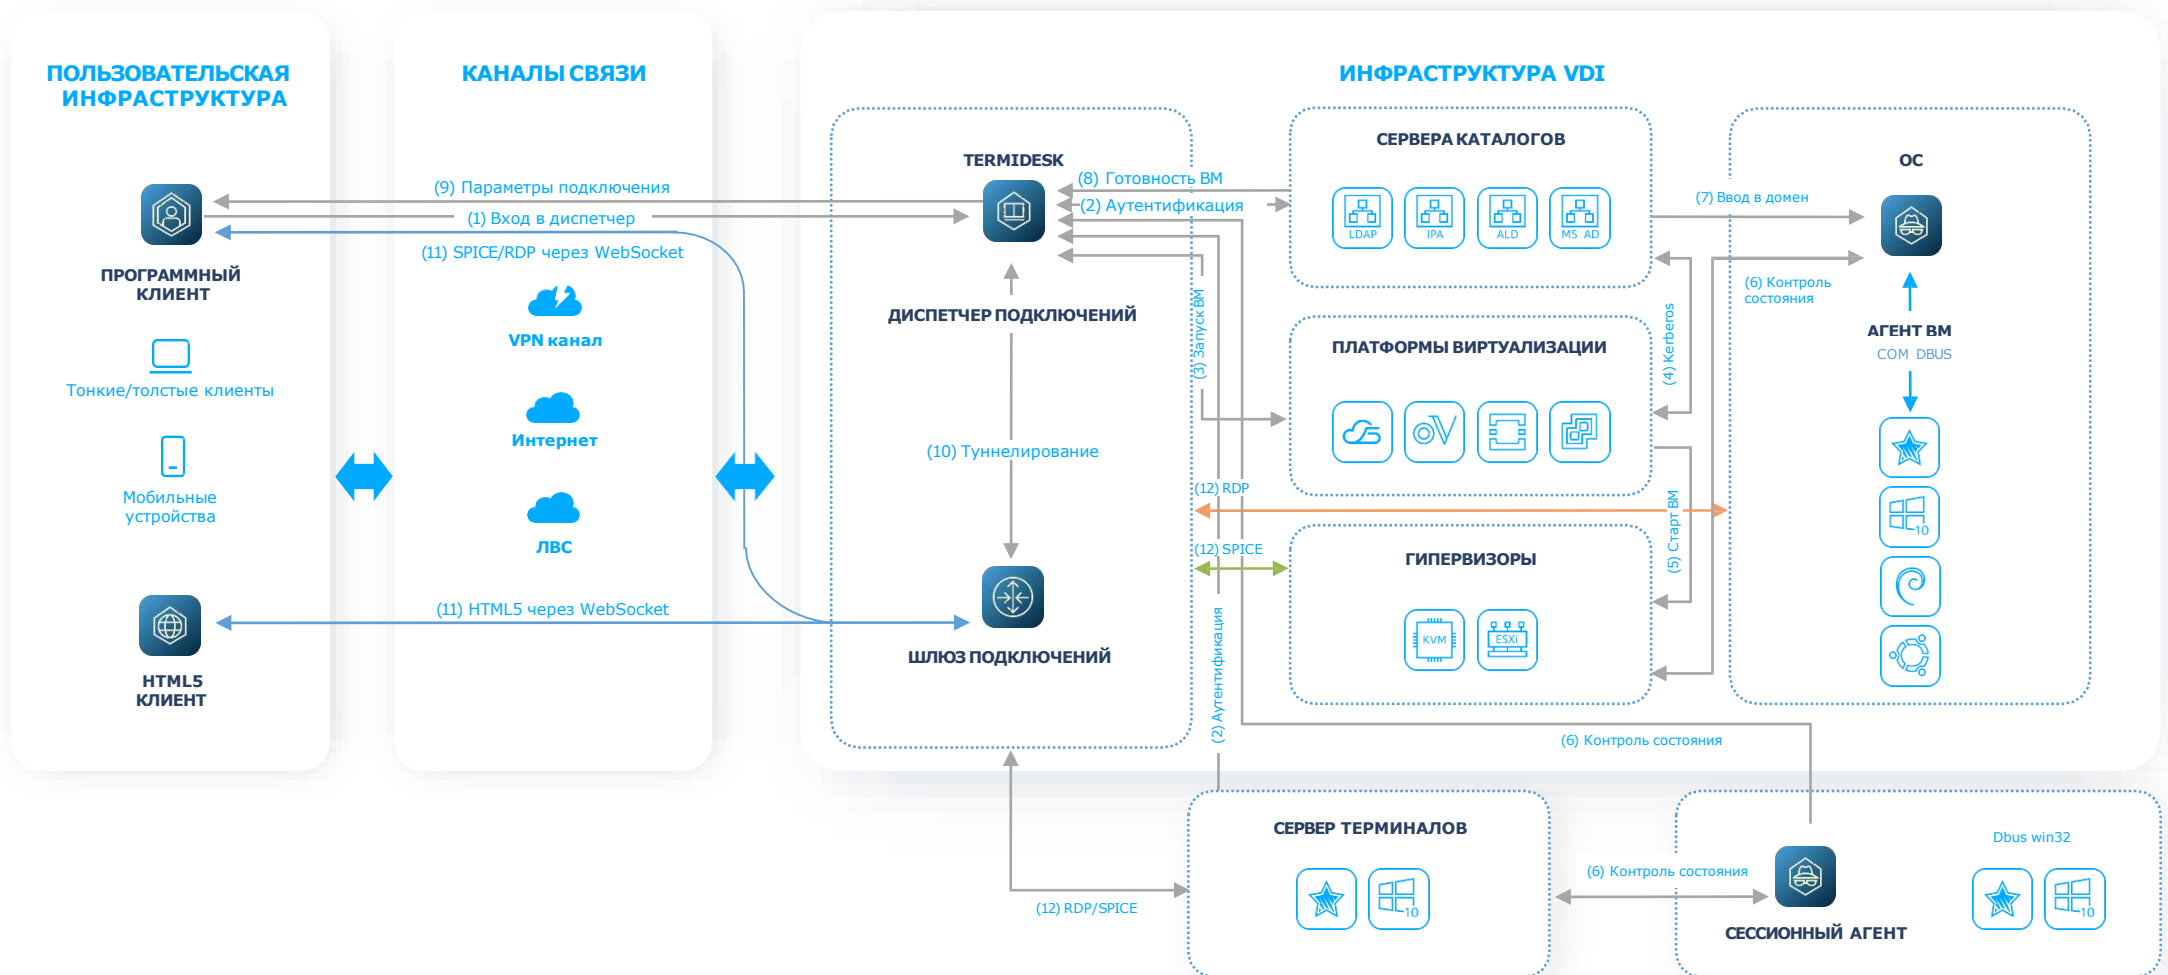 ПОЛЬЗОВАТЕЛЬСКАЯ
ИНФРАСТРУКТУРА
ПРОГРАММНЫЙ
КЛИЕНТ
Тонкие/толстые клиенты
Мобильные
устройства
HTML5
КЛИЕНТ
КАНАЛЫ СВЯЗИ
(9) Параметры подключения
(1) Вход в диспетчер
(11) SPICE/RDP через WebSocket
VPN канал
Интернет
ЛВС
(11) HTML5 через WebSocket
ИНФРАСТРУКТУРА VDI
TERMIDESK
ДИСПЕТЧЕР ПОДКЛЮЧЕНИЙ
(10) Туннелирование
ШЛЮЗ ПОДКЛЮЧЕНИЙ
(8) Готовность ВМ
(2) Аутентификация
(3) Запуск ВМ
(12) RDP
(12) SPICE
(2) Аутентификация
СЕРВЕРА КАТАЛОГОВ
LDAP
IPA
ALD
MS AD
ПЛАТФОРМЫ ВИРТУАЛИЗАЦИИ
ГИПЕРВИЗОРЫ
KVM
ESXi
(7) Ввод в домен
(4) Kerberos
(5) Старт ВМ
(6) Контроль
состояния
ОС
АГЕНТ ВМ
COM DBUS
10
(6) Контроль состояния
(12) RDP/SPICE
СЕРВЕР ТЕРМИНАЛОВ
10
(6) Контроль состояния
СЕССИОННЫЙ АГЕНТ
Dbus win32
10